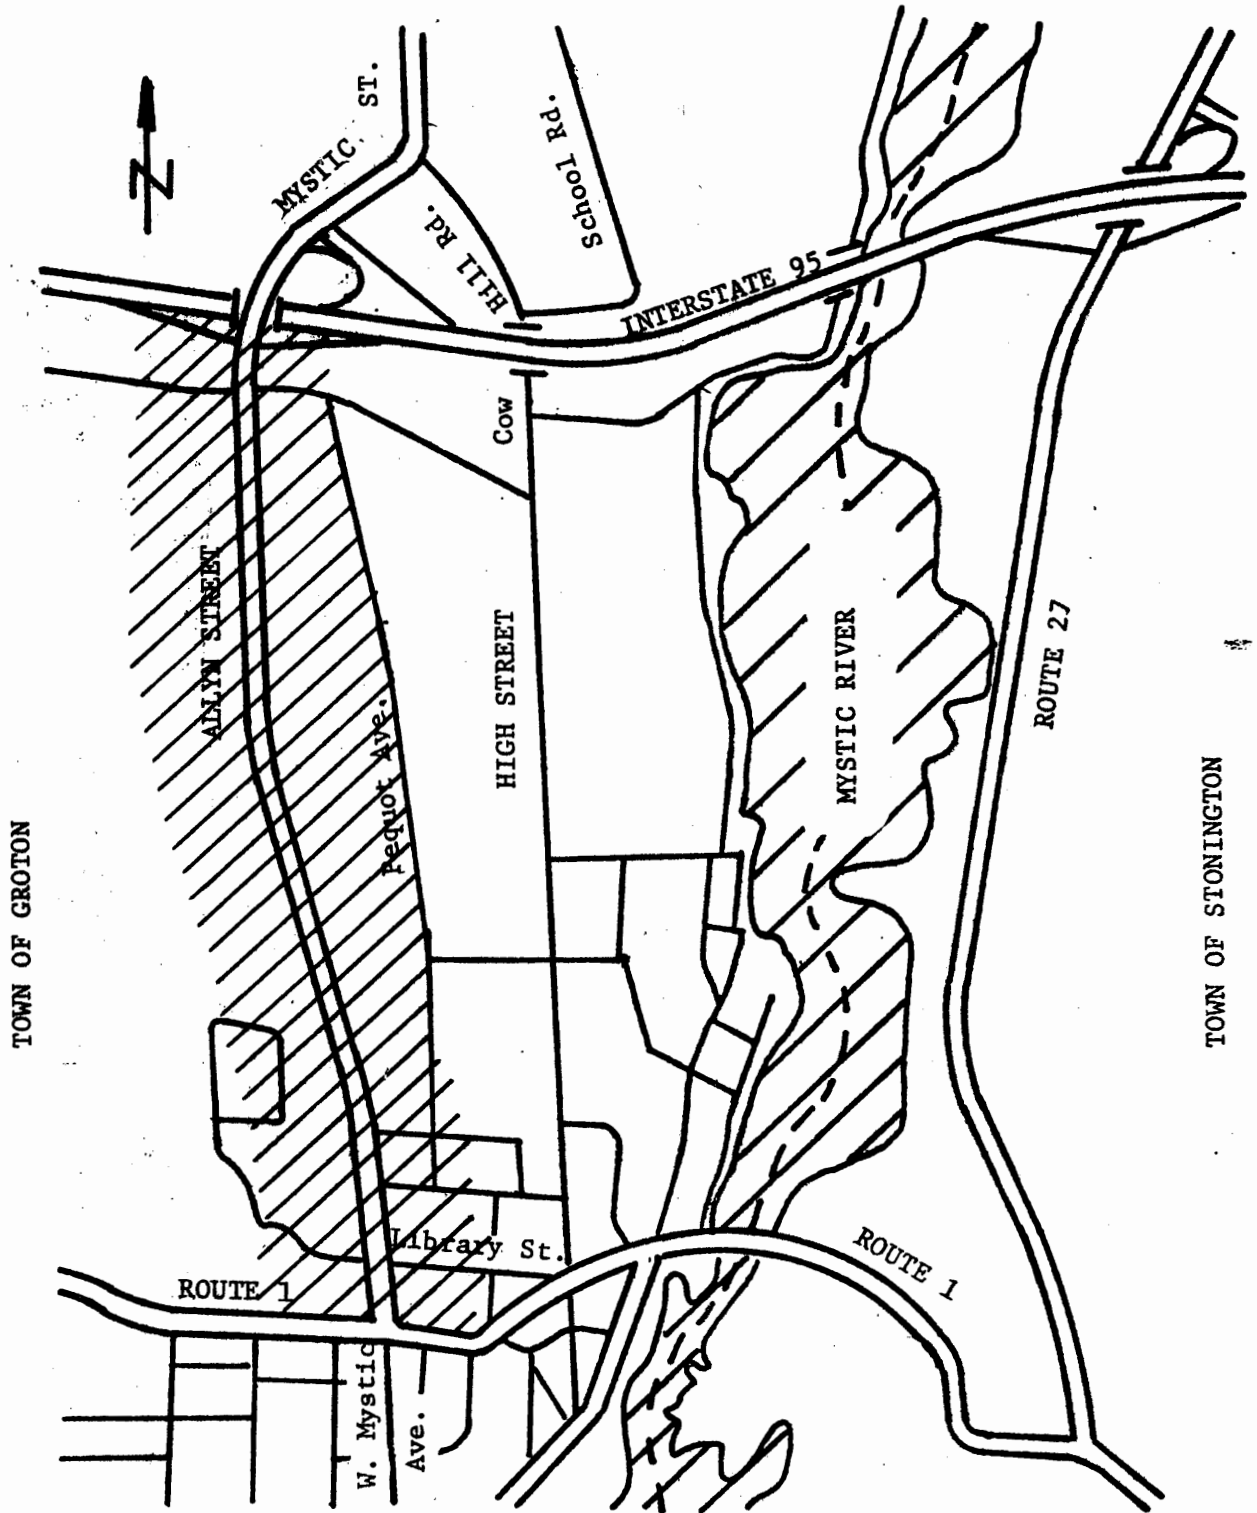 N
MYSTIC ST.
Hill Rd.
School Rd.
INTERSTATE 95
Cow
ALLYN STREET
Pequot Ave.
HIGH STREET
MYSTIC RIVER
ROUTE 27
TOWN OF GROTON
TOWN OF STONINGTON
Library St.
ROUTE 1
ROUTE 1
W. Mystic
Ave.